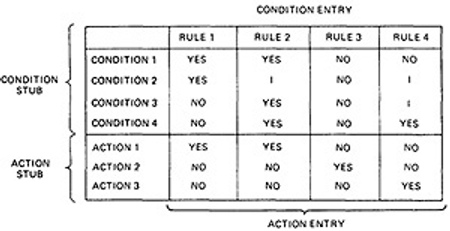 CONDITION ENTRY
RULE 1 RULE 2 RULE 3 RULE 4
CONDITION STUB
CONDITION 1 YES YES NO NO
CONDITION 2 YES I NO I
CONDITION 3 NO YES NO I
CONDITION 4 NO YES NO YES
ACTION STUB
ACTION 1 YES YES NO NO
ACTION 2 NO NO YES NO
ACTION 3 NO NO NO YES
ACTION ENTRY